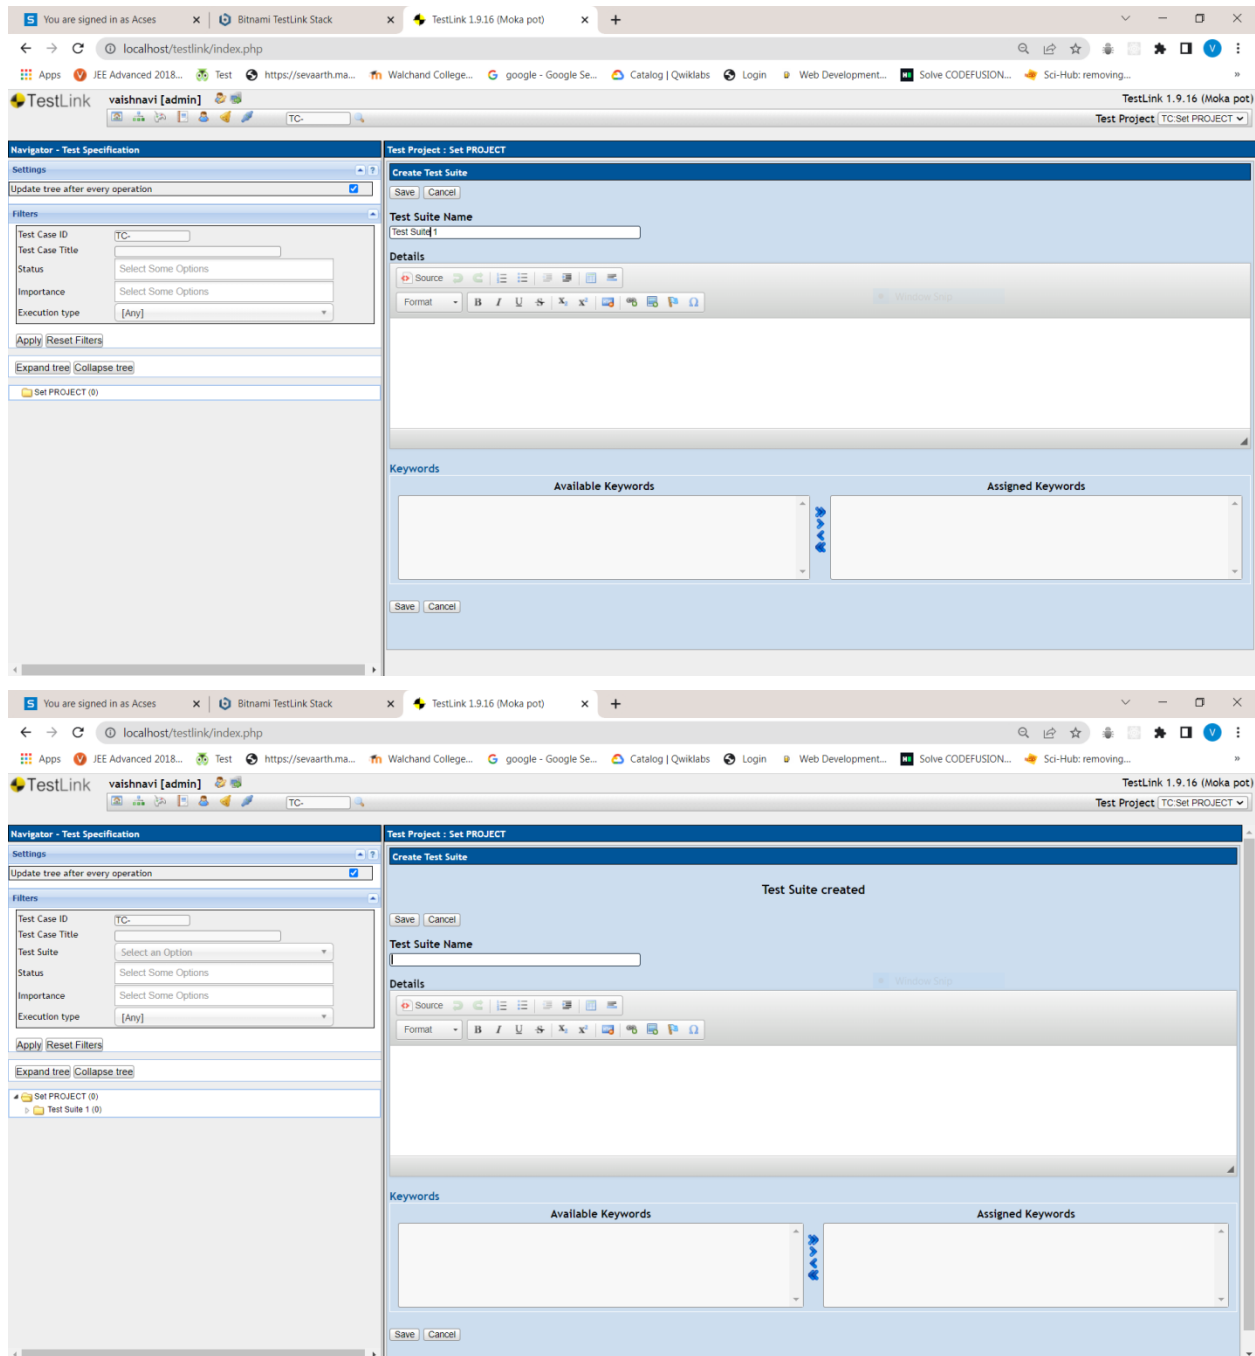 You are signed in as Acses
Bitnami TestLink Stack
TestLink 1.9.16 (Moka pot)
localhost/testlink/index.php
Apps JEE Advanced 2018... Test https://sevaarth.ma... Walchand College... google - Google Se... Catalog | Qwiklabs Login Web Development... Solve CODEFUSION... Sci-Hub: removing... »
TestLink vaishnavi [admin] TestLink 1.9.16 (Moka pot)
TC- Test Project TC:Set PROJECT
Navigator - Test Specification
Settings
Update tree after every operation
Filters
Test Case ID TC-
Test Case Title
Status Select Some Options
Importance Select Some Options
Execution type [Any]
Apply Reset Filters
Expand tree Collapse tree
Set PROJECT (0)
Test Project : Set PROJECT
Create Test Suite
Save Cancel
Test Suite Name
Test Suite 1
Details
Source
Format B I U S x₂ x² Ω
Window Snip
Keywords
Available Keywords Assigned Keywords
Save Cancel
You are signed in as Acses
Bitnami TestLink Stack
TestLink 1.9.16 (Moka pot)
localhost/testlink/index.php
Apps JEE Advanced 2018... Test https://sevaarth.ma... Walchand College... google - Google Se... Catalog | Qwiklabs Login Web Development... Solve CODEFUSION... Sci-Hub: removing... »
TestLink vaishnavi [admin] TestLink 1.9.16 (Moka pot)
TC- Test Project TC:Set PROJECT
Navigator - Test Specification
Settings
Update tree after every operation
Filters
Test Case ID TC-
Test Case Title
Test Suite Select an Option
Status Select Some Options
Importance Select Some Options
Execution type [Any]
Apply Reset Filters
Expand tree Collapse tree
Set PROJECT (0)
Test Suite 1 (0)
Test Project : Set PROJECT
Create Test Suite
Test Suite created
Save Cancel
Test Suite Name
Details
Window Snip
Source
Format B I U S x₂ x² Ω
Keywords
Available Keywords Assigned Keywords
Save Cancel